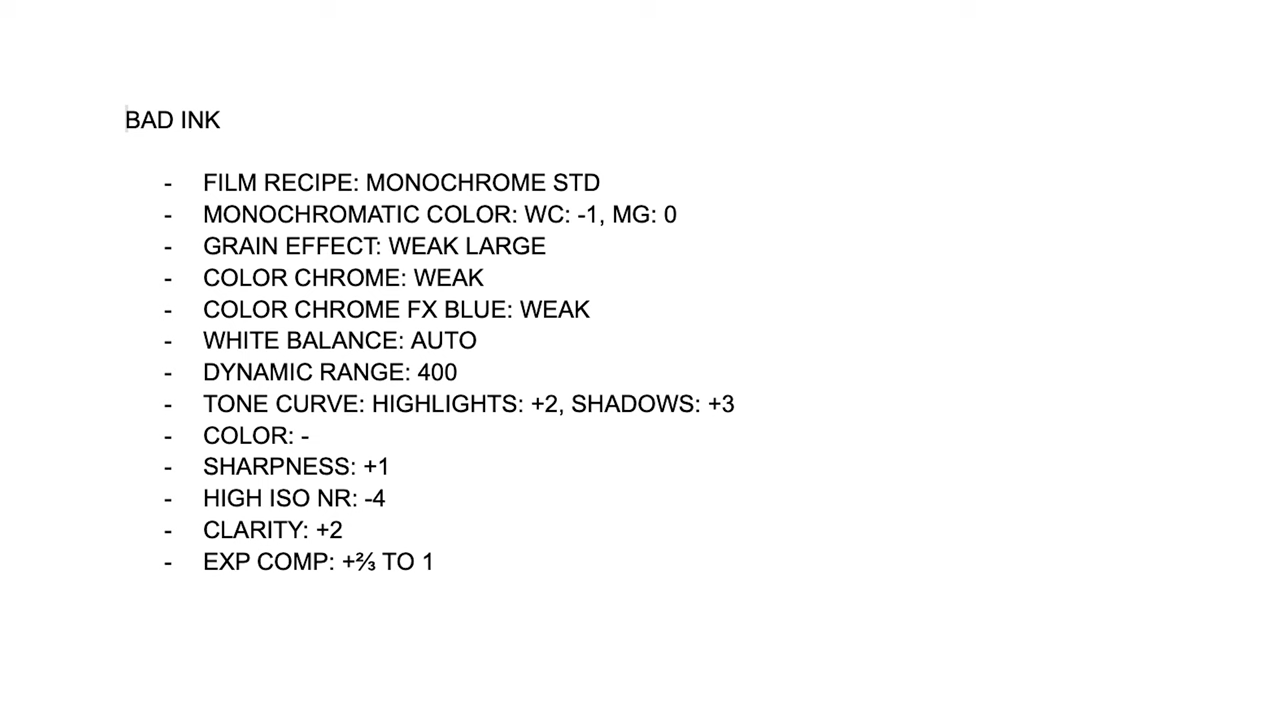 BAD INK
- FILM RECIPE: MONOCHROME STD
- MONOCHROMATIC COLOR: WC: -1, MG: 0
- GRAIN EFFECT: WEAK LARGE
- COLOR CHROME: WEAK
- COLOR CHROME FX BLUE: WEAK
- WHITE BALANCE: AUTO
- DYNAMIC RANGE: 400
- TONE CURVE: HIGHLIGHTS: +2, SHADOWS: +3
- COLOR: -
- SHARPNESS: +1
- HIGH ISO NR: -4
- CLARITY: +2
- EXP COMP: +⅔ TO 1